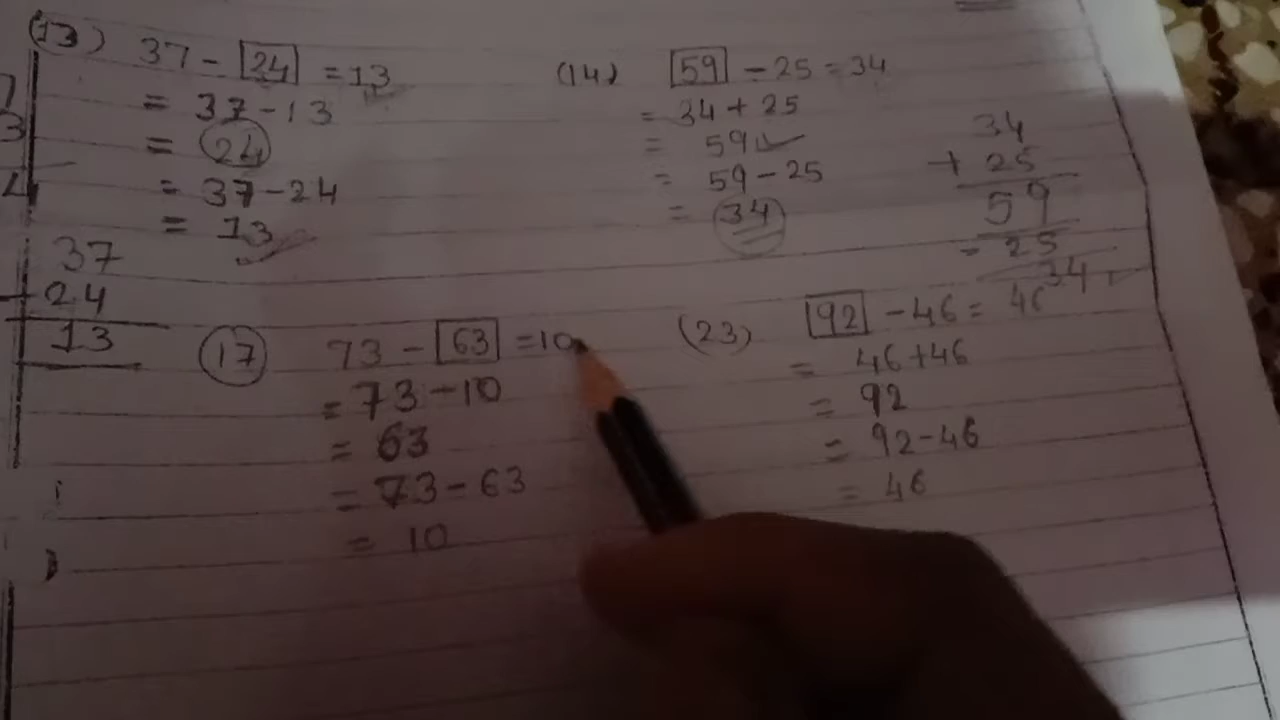 (13) 37 - 24 = 13
= 37 - 13
= 24
= 37 - 24
= 13
37
- 24
13
(14) 59 - 25 = 34
= 34 + 25
= 59
= 59 - 25
= 34
34
+ 25
59
- 25
34
17 73 - 63 = 10
= 73 - 10
= 63
= 73 - 63
= 10
(23) 92 - 46 = 46
= 46 + 46
= 92
= 92 - 46
= 46